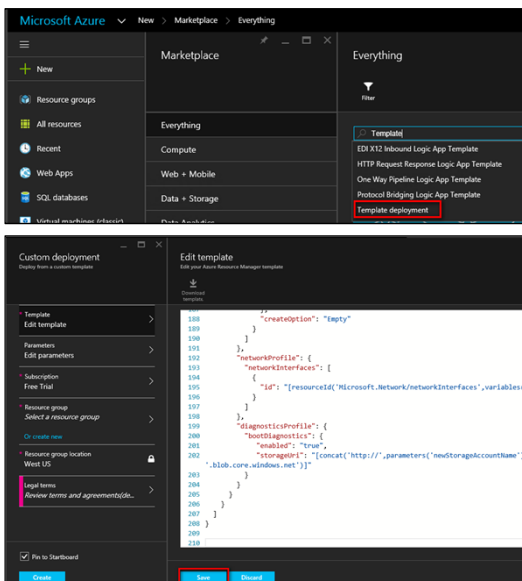 Microsoft Azure New > Marketplace > Everything
Marketplace
Everything
New
Filter
Resource groups
All resources
Recent
Web Apps
SQL databases
Virtual machines (classic)
Everything
Compute
Web + Mobile
Data + Storage
Data Analytics
Template
EDI X12 Inbound Logic App Template
HTTP Request Response Logic App Template
One Way Pipeline Logic App Template
Protocol Bridging Logic App Template
Template deployment
Custom deployment
Deploy from a custom template
* Template
Edit template
Parameters
Edit parameters
* Subscription
Free Trial
* Resource group
Select a resource group
Or create new
* Resource group location
West US
Legal terms
Review terms and agreements(de...
Pin to Startboard
Create
Edit template
Edit your Azure Resource Manager template
Download
template
187 },
188 "createOption": "Empty"
189 }
190 ]
191 },
192 "networkProfile": {
193 "networkInterfaces": [
194 {
195 "id": "[resourceId('Microsoft.Network/networkInterfaces',variables(
196 }
197 ]
198 },
199 "diagnosticsProfile": {
200 "bootDiagnostics": {
201 "enabled": "true",
202 "storageUri": "[concat('http://',parameters('newStorageAccountName')
'.blob.core.windows.net')]"
203 }
204 }
205 }
206 }
207 ]
208 }
209
210
Save Discard